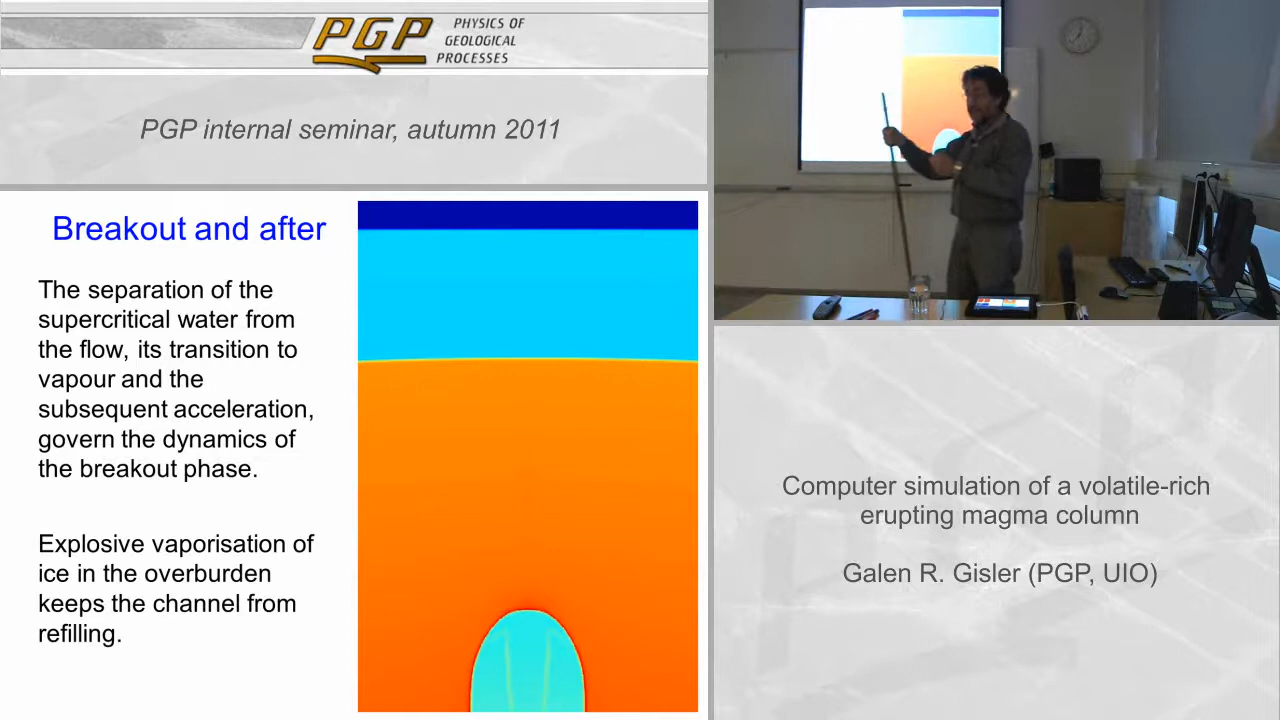 PGP
PHYSICS OF
GEOLOGICAL
PROCESSES
PGP internal seminar, autumn 2011
Breakout and after
The separation of the
supercritical water from
the flow, its transition to
vapour and the
subsequent acceleration,
govern the dynamics of
the breakout phase.
Explosive vaporisation of
ice in the overburden
keeps the channel from
refilling.
Computer simulation of a volatile-rich
erupting magma column
Galen R. Gisler (PGP, UIO)